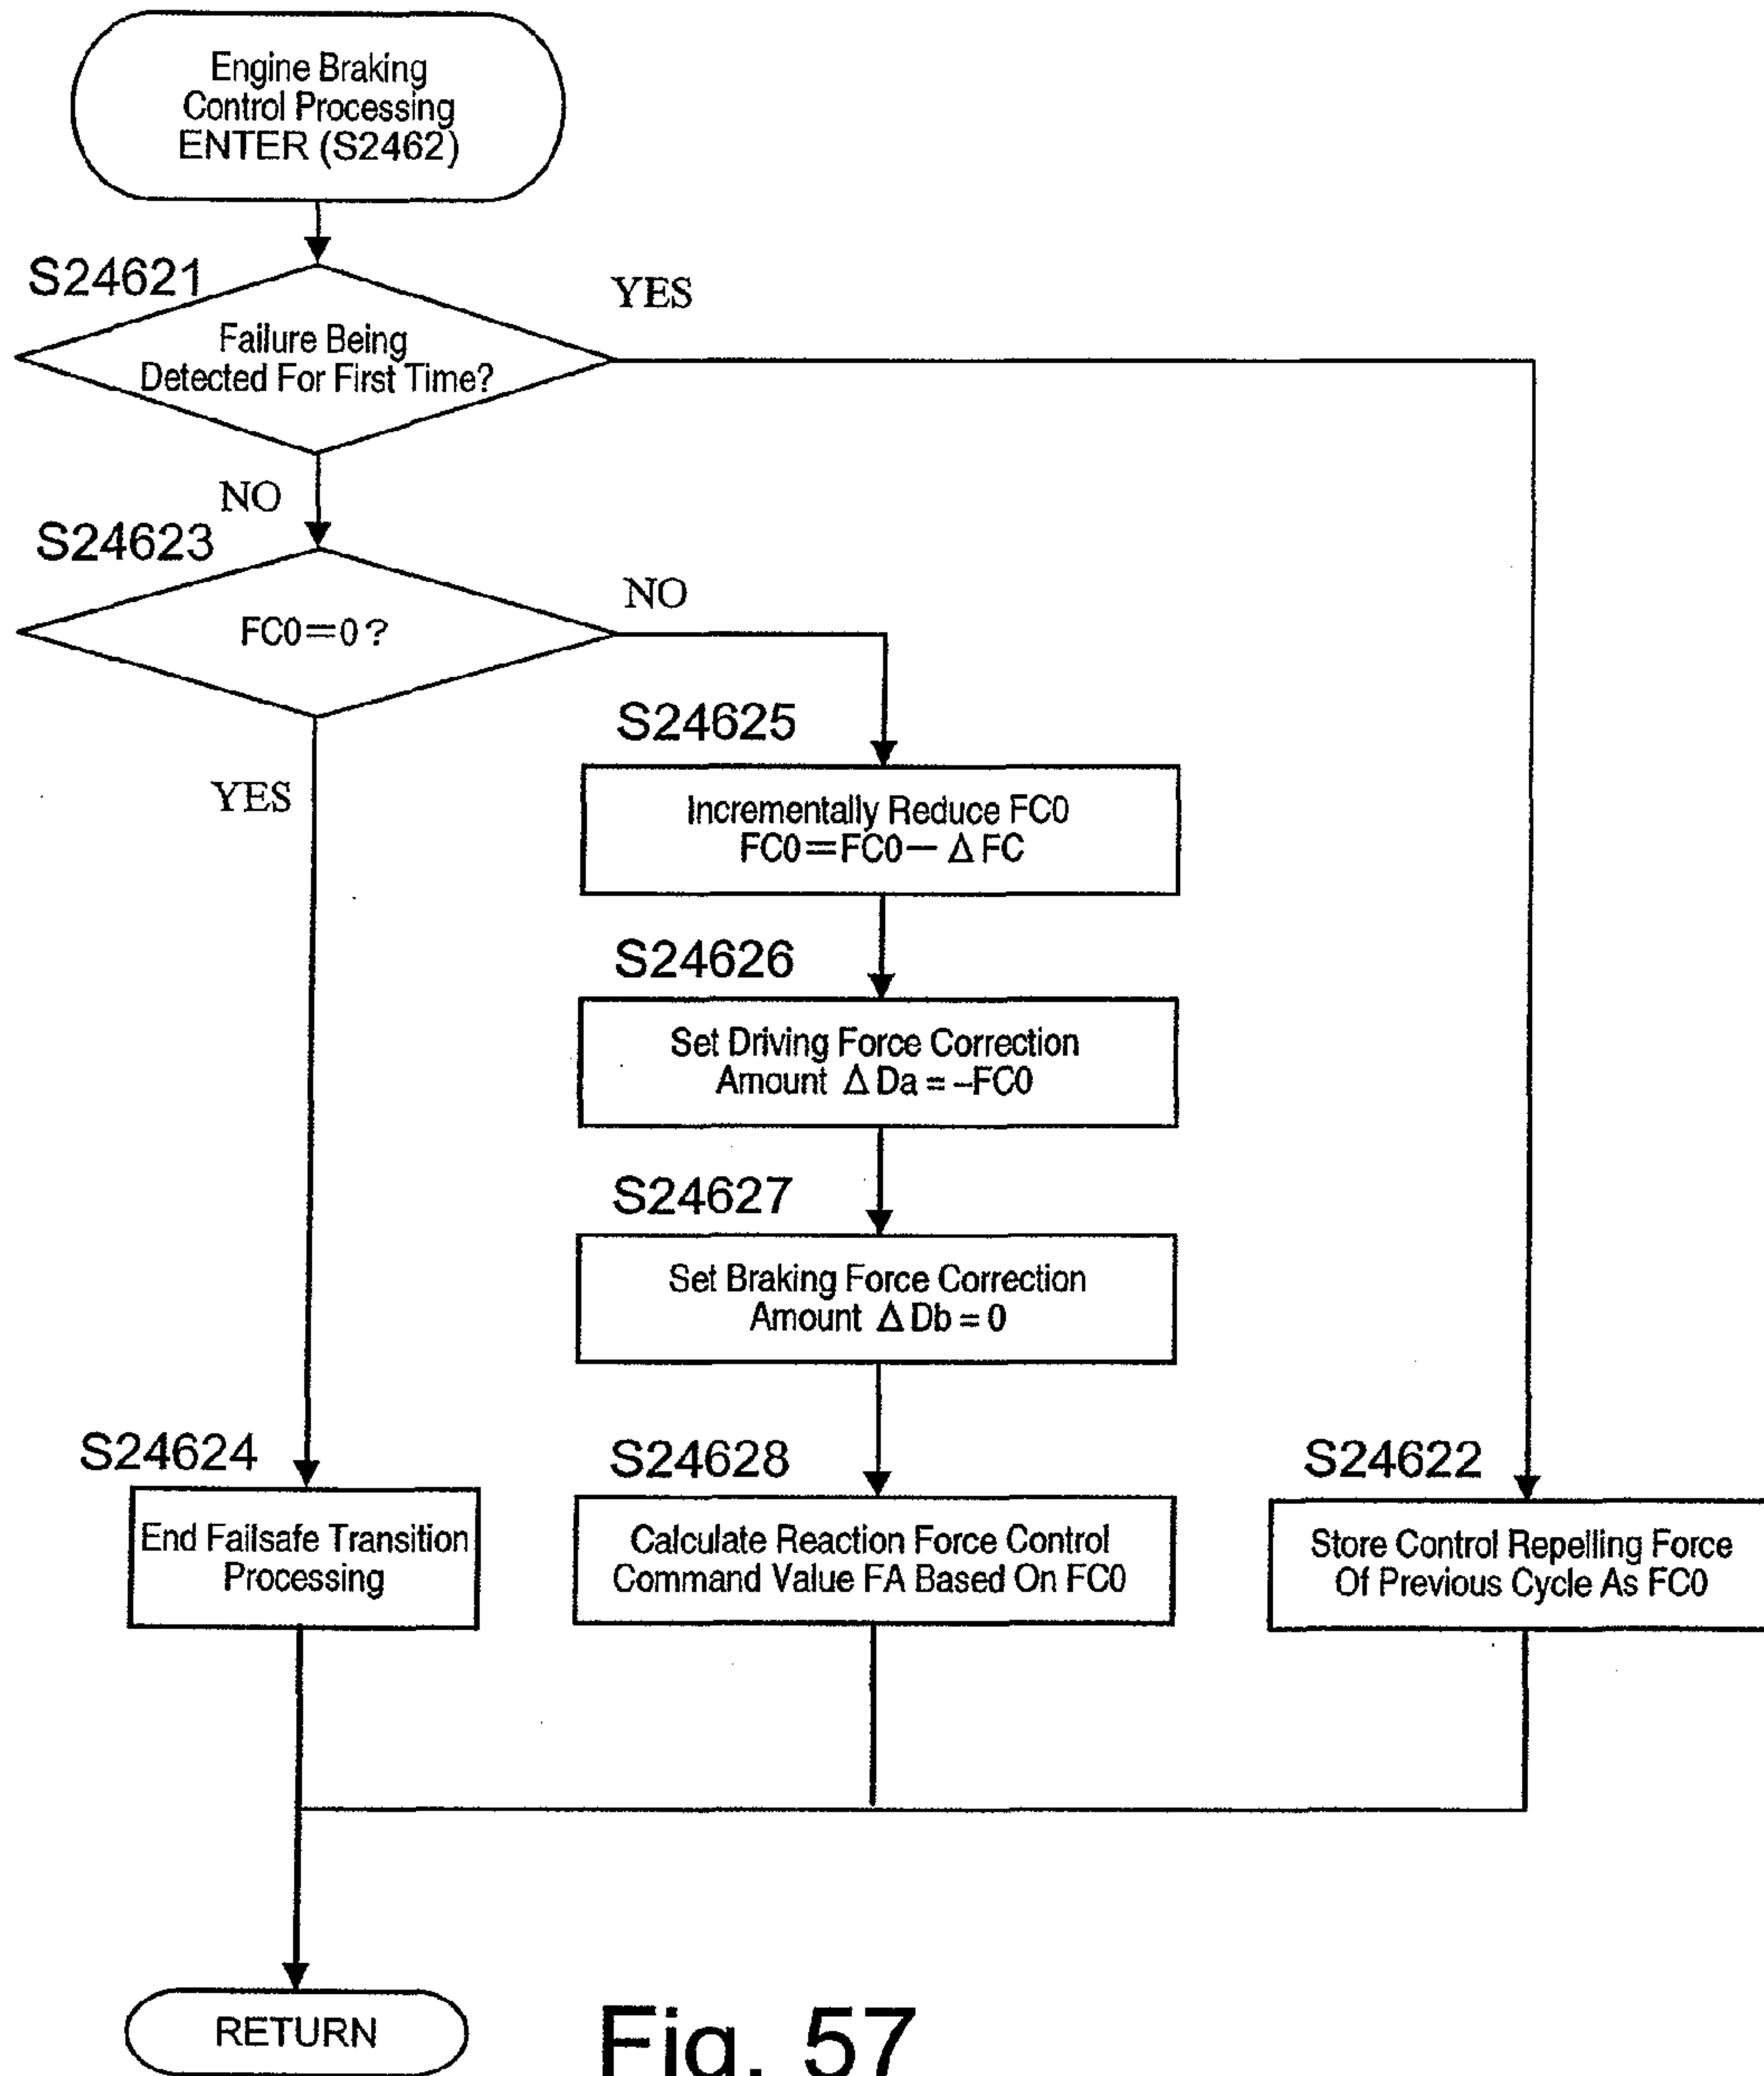 Engine Braking
Control Processing
ENTER (S2462)
S24621
YES
Failure Being
Detected For First Time?
NO
S24623
NO
FC0=0?
YES
S24625
Incrementally Reduce FC0
FC0=FC0-ΔFC
S24626
Set Driving Force Correction
Amount ΔDa = -FC0
S24627
Set Braking Force Correction
Amount ΔDb = 0
S24624
End Failsafe Transition
Processing
S24628
Calculate Reaction Force Control
Command Value FA Based On FC0
S24622
Store Control Repelling Force
Of Previous Cycle As FC0
RETURN
Fig. 57